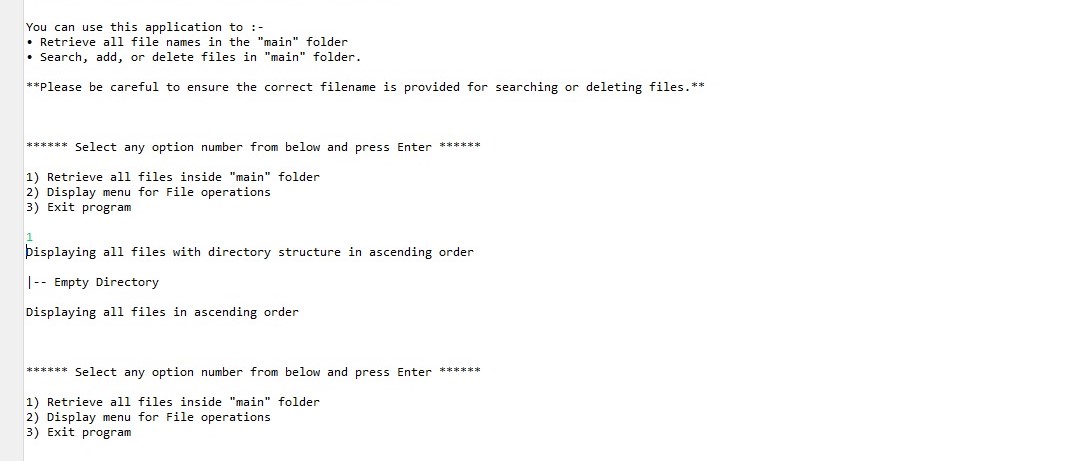 You can use this application to :-
• Retrieve all file names in the "main" folder
• Search, add, or delete files in "main" folder.
**Please be careful to ensure the correct filename is provided for searching or deleting files.**
****** Select any option number from below and press Enter ******
1) Retrieve all files inside "main" folder
2) Display menu for File operations
3) Exit program
1
Displaying all files with directory structure in ascending order
|-- Empty Directory
Displaying all files in ascending order
****** Select any option number from below and press Enter ******
1) Retrieve all files inside "main" folder
2) Display menu for File operations
3) Exit program